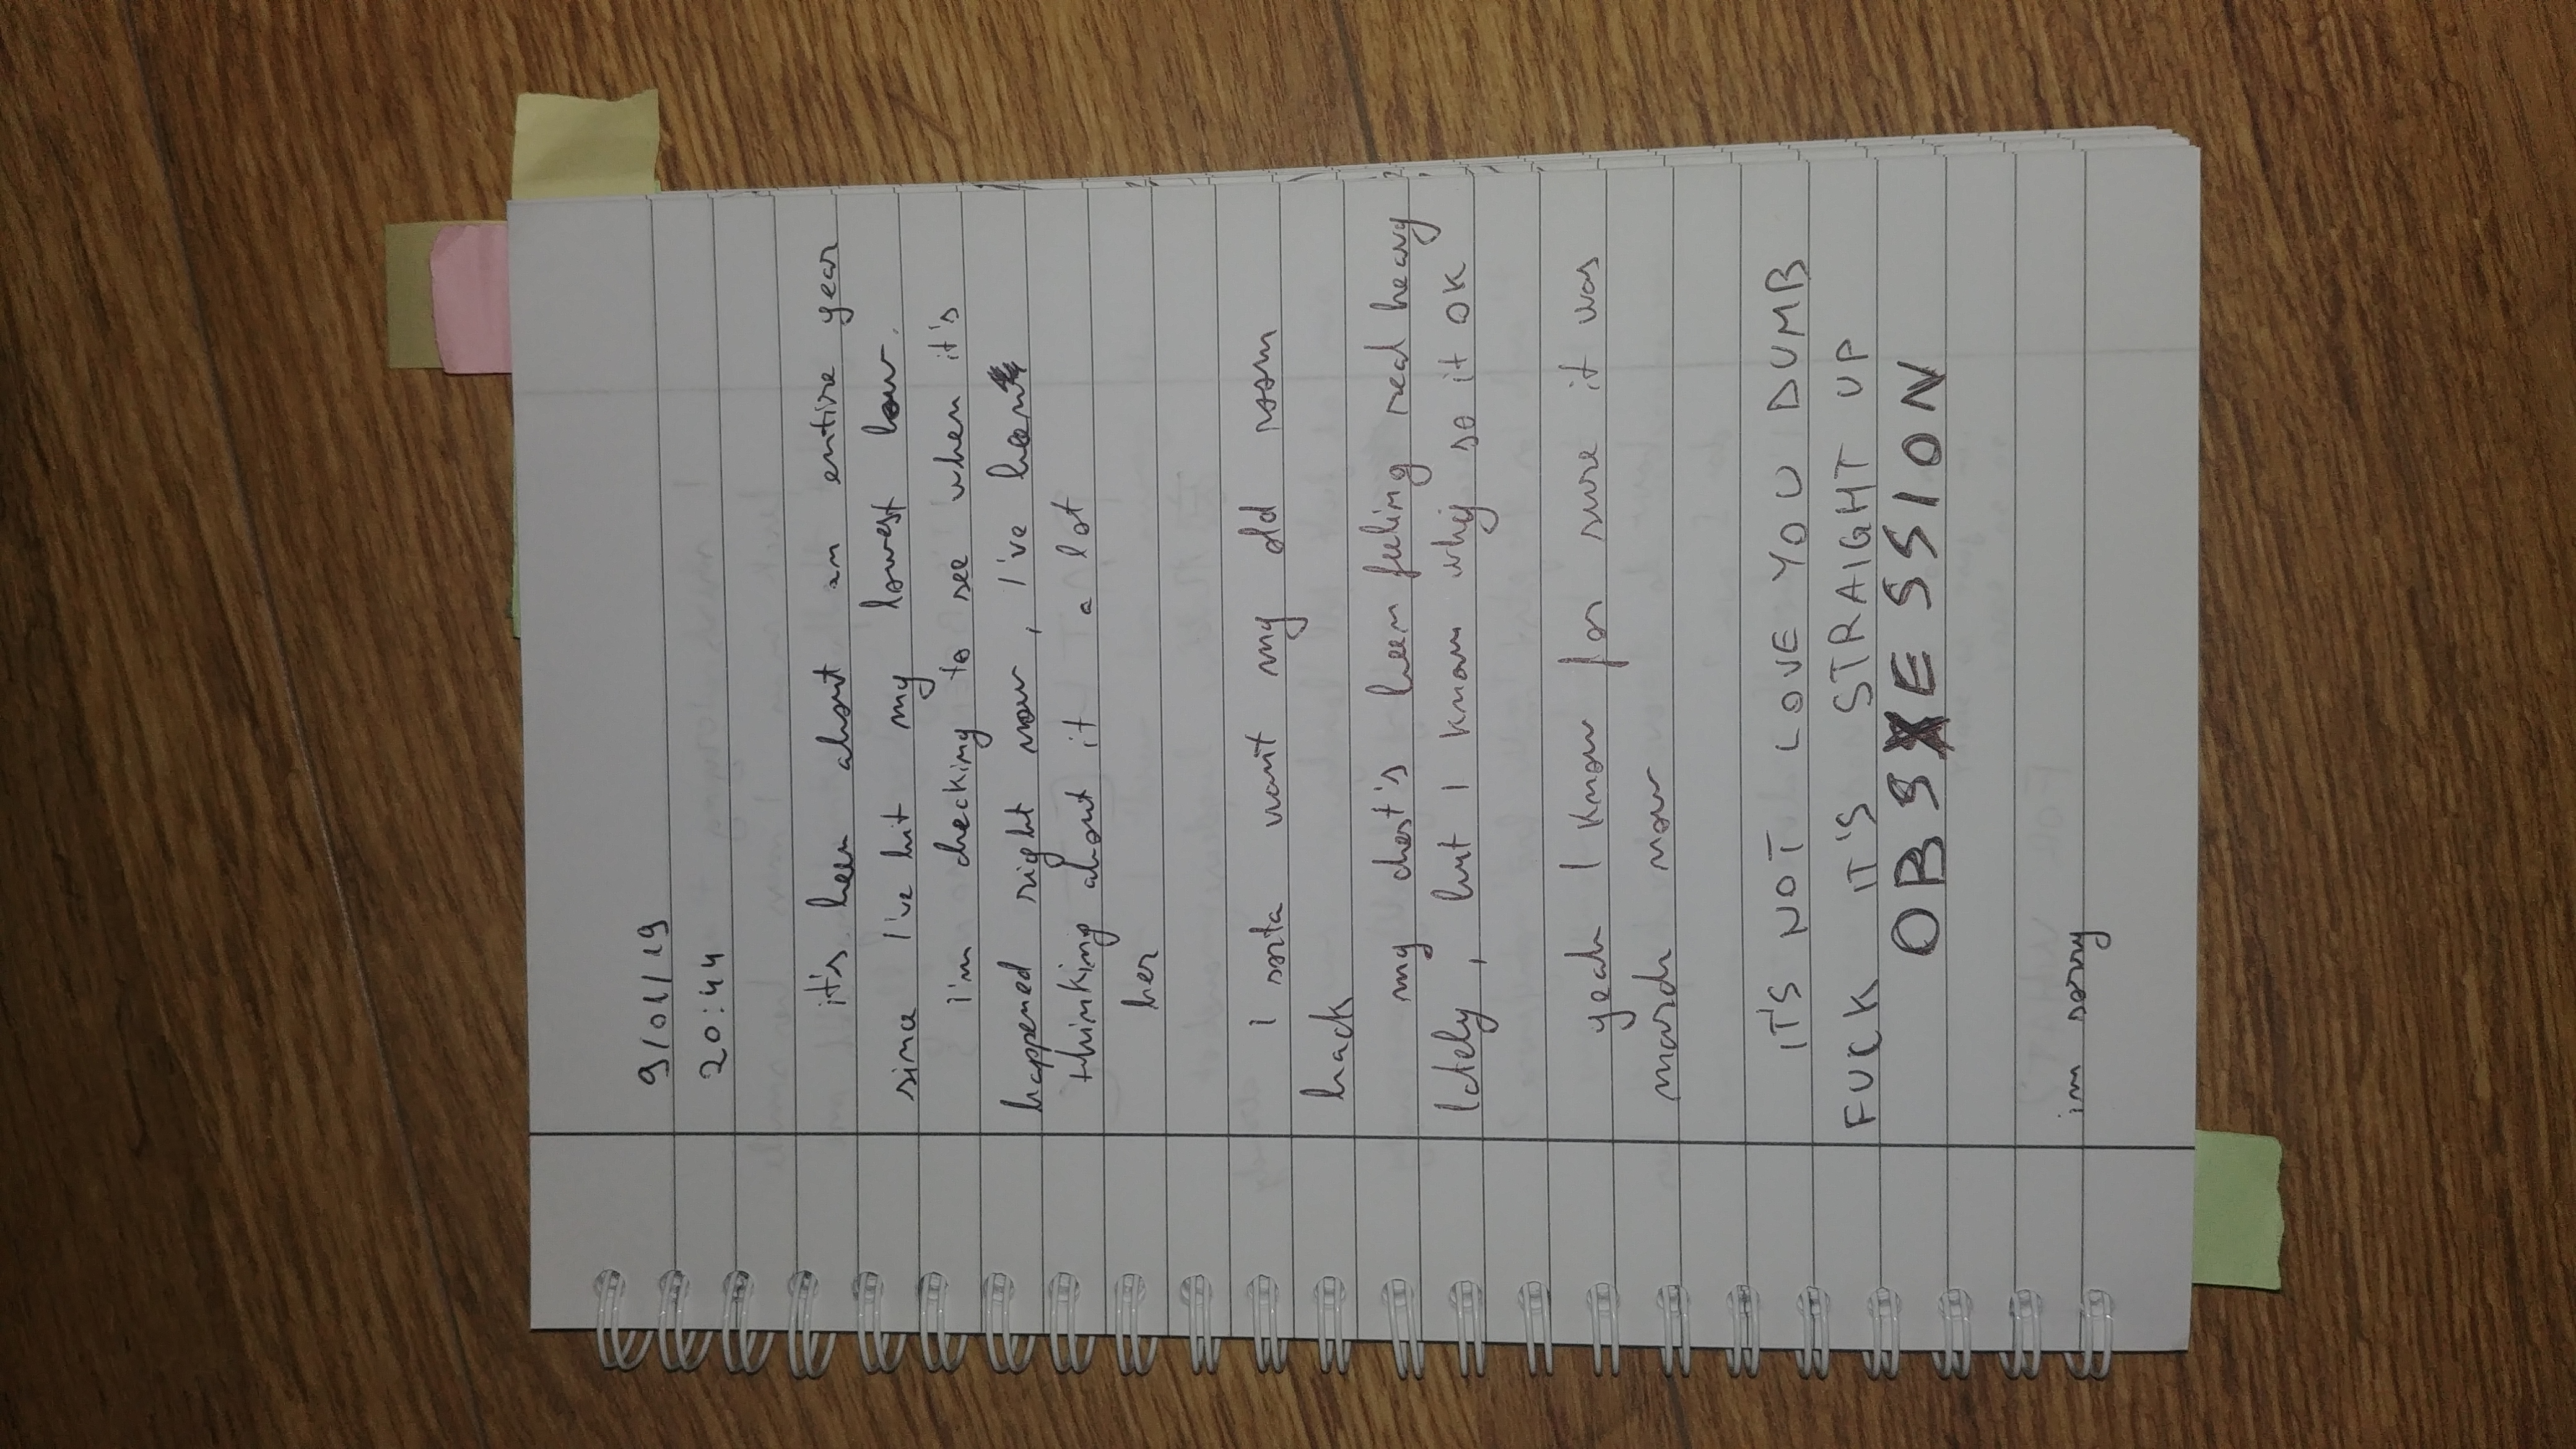 9/01/19
20:44
it's been about an entire year
since I've hit my lowest low.
I'm checking to see when it's
happened right now, I've been
thinking about it a lot
her
I sorta want my old room
back
my chest's been feeling real heavy
lately, but I know why so it OK
yeah I know for sure it was
march now
IT'S NOT LOVE YOU DUMB
FUCK IT'S STRAIGHT UP
OBSESSION
im sorry